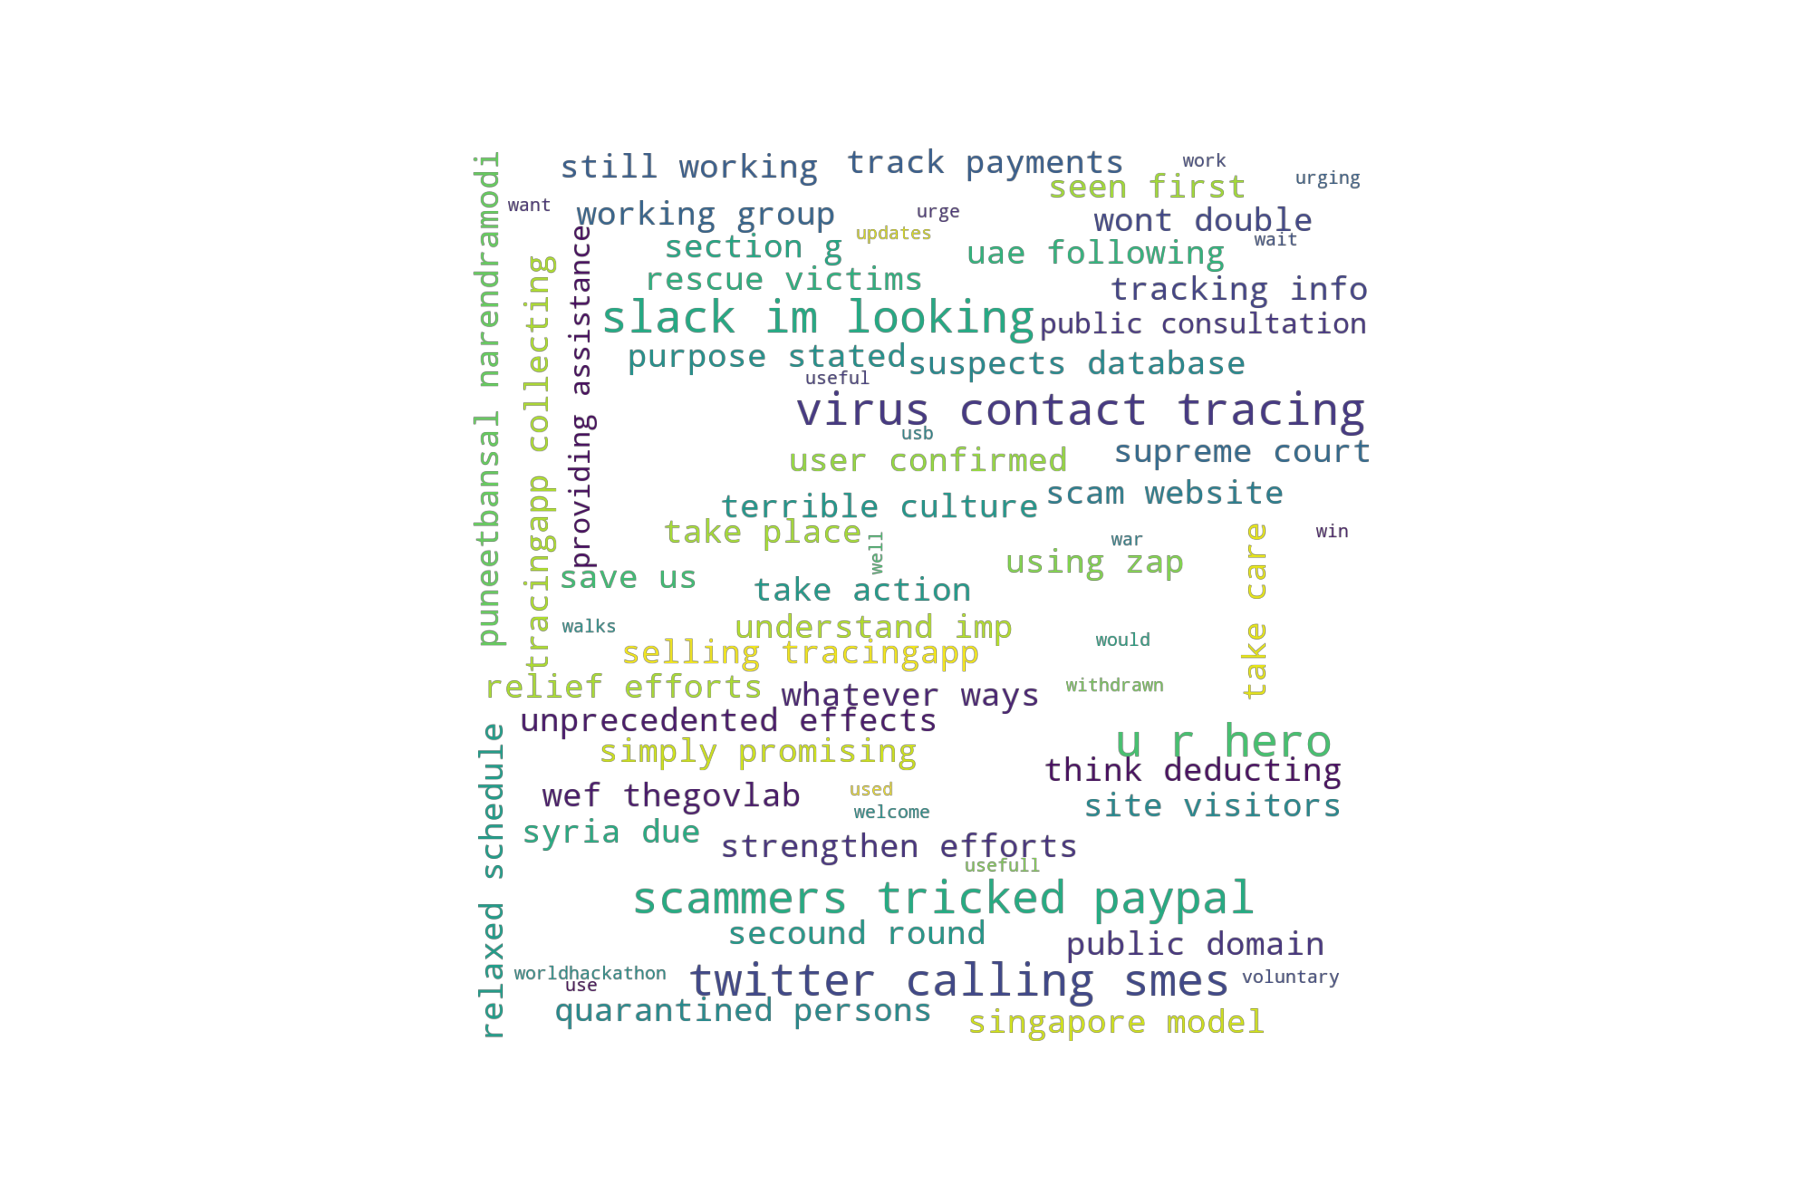 still working
track payments
work
urging
seen first
want
working group
urge
wont double
updates
wait
section g
uae following
rescue victims
tracking info
slack im looking
public consultation
purpose stated
suspects database
useful
virus contact tracing
usb
user confirmed
supreme court
scam website
terrible culture
take place
well
war
win
using zap
save us
take action
take care
walks
understand imp
would
selling tracingapp
relief efforts
whatever ways
withdrawn
unprecedented effects
u r hero
simply promising
think deducting
wef thegovlab
used
welcome
site visitors
syria due
strengthen efforts
usefull
scammers tricked paypal
secound round
public domain
worldhackathon
use
twitter calling smes
voluntary
quarantined persons
singapore model
puneetbansal narendramodi
tracingapp collecting
providing assistance
relaxed schedule